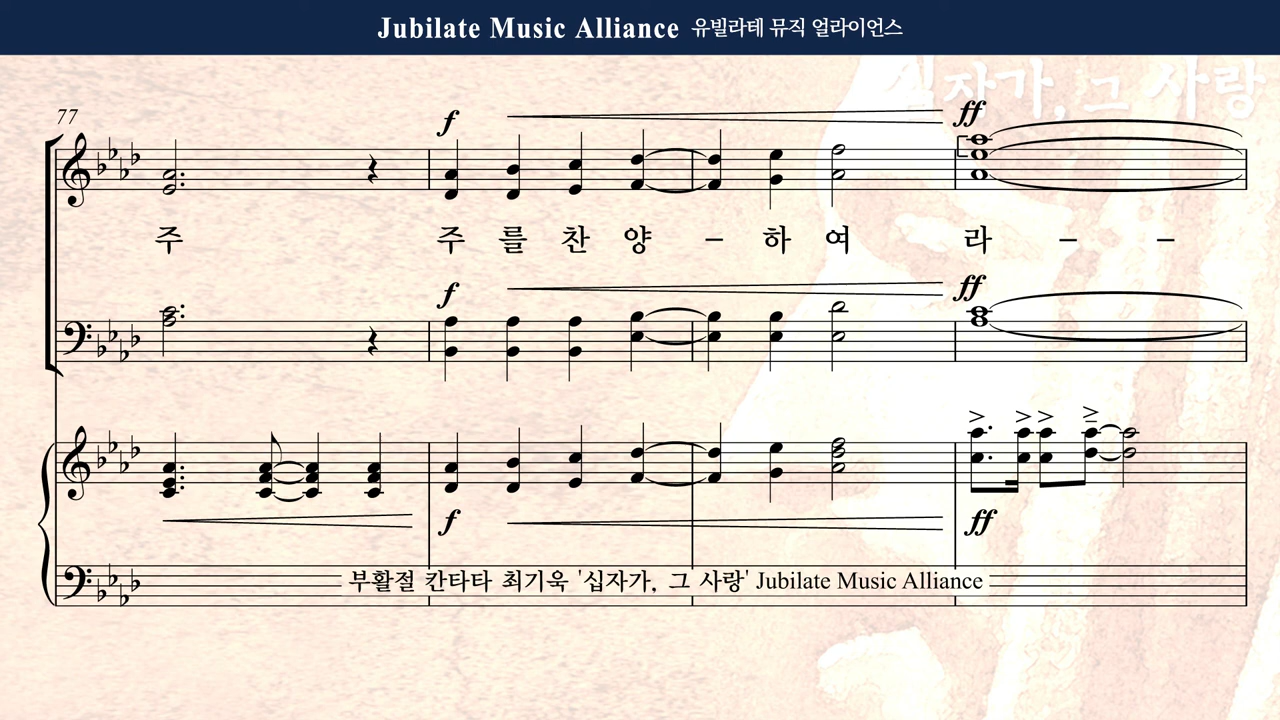 Jubilate Music Alliance 유빌라테 뮤직 얼라이언스
십자가, 그 사랑
77
f ff
주 주 를 찬 양 – 하 여 라 – –
f ff
f ff
부활절 칸타타 최기욱 '십자가, 그 사랑' Jubilate Music Alliance